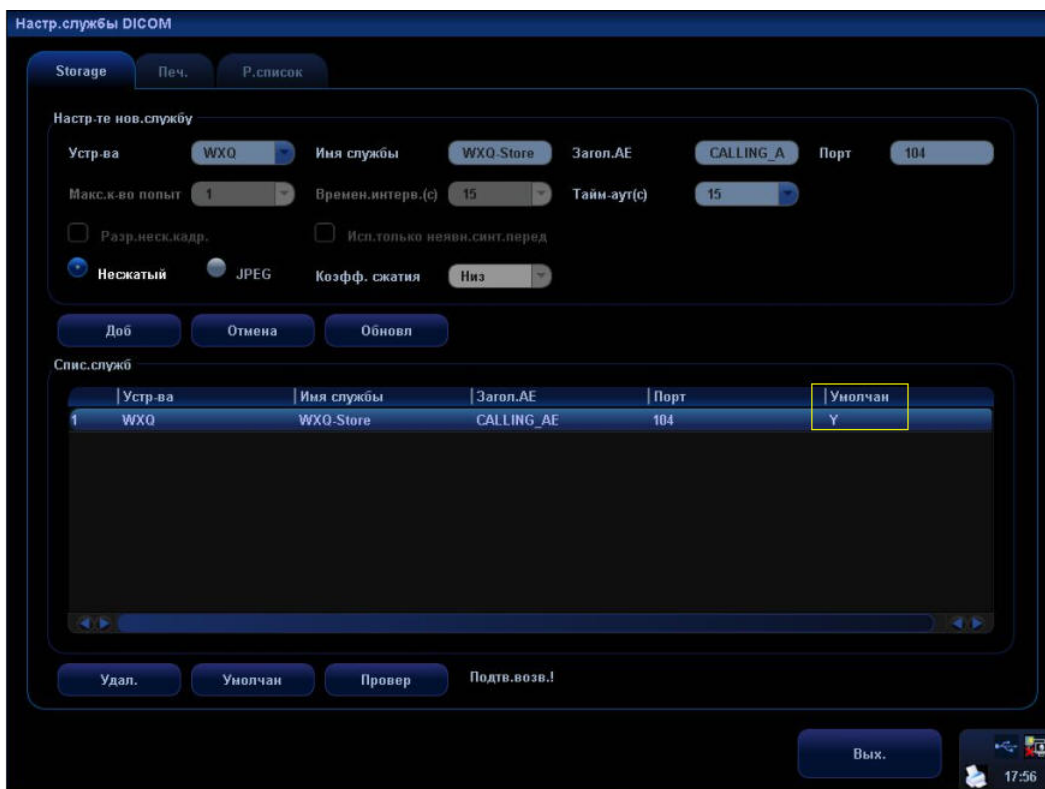 Настр.службы DICOM
Storage Печ. Р.список
Настр-те нов.службу
Устр-ва WXQ Имя службы WXQ-Store Загол.АЕ CALLING_A Порт 104
Макс.к-во попыт 1 Времен.интерв.(с) 15 Тайм-аут(с) 15
Разр.неск.кадр. Исп.только неявн.синт.перед
Несжатый JPEG Коэфф. сжатия Низ
Доб Отмена Обновл
Спис.служб
Устр-ва Имя службы Загол.АЕ Порт Умолчан
1 WXQ WXQ-Store CALLING_AE 104 Y
Удал. Умолчан Провер Подтв.возв.!
Вых.
17:56